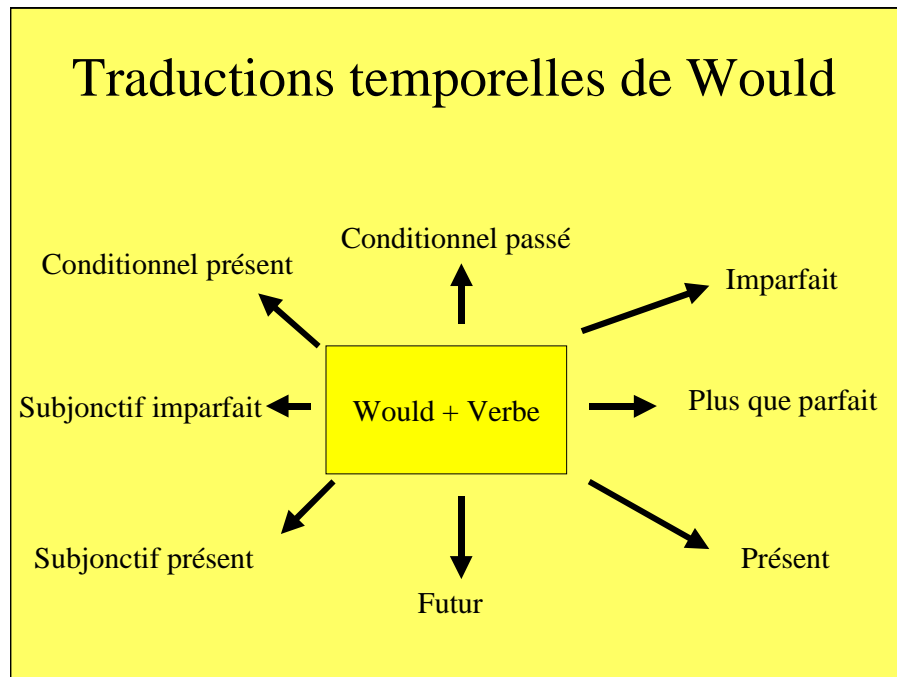 Traductions temporelles de Would
Conditionnel passé
Conditionnel présent
Imparfait
Subjonctif imparfait
Would + Verbe
Plus que parfait
Subjonctif présent
Présent
Futur